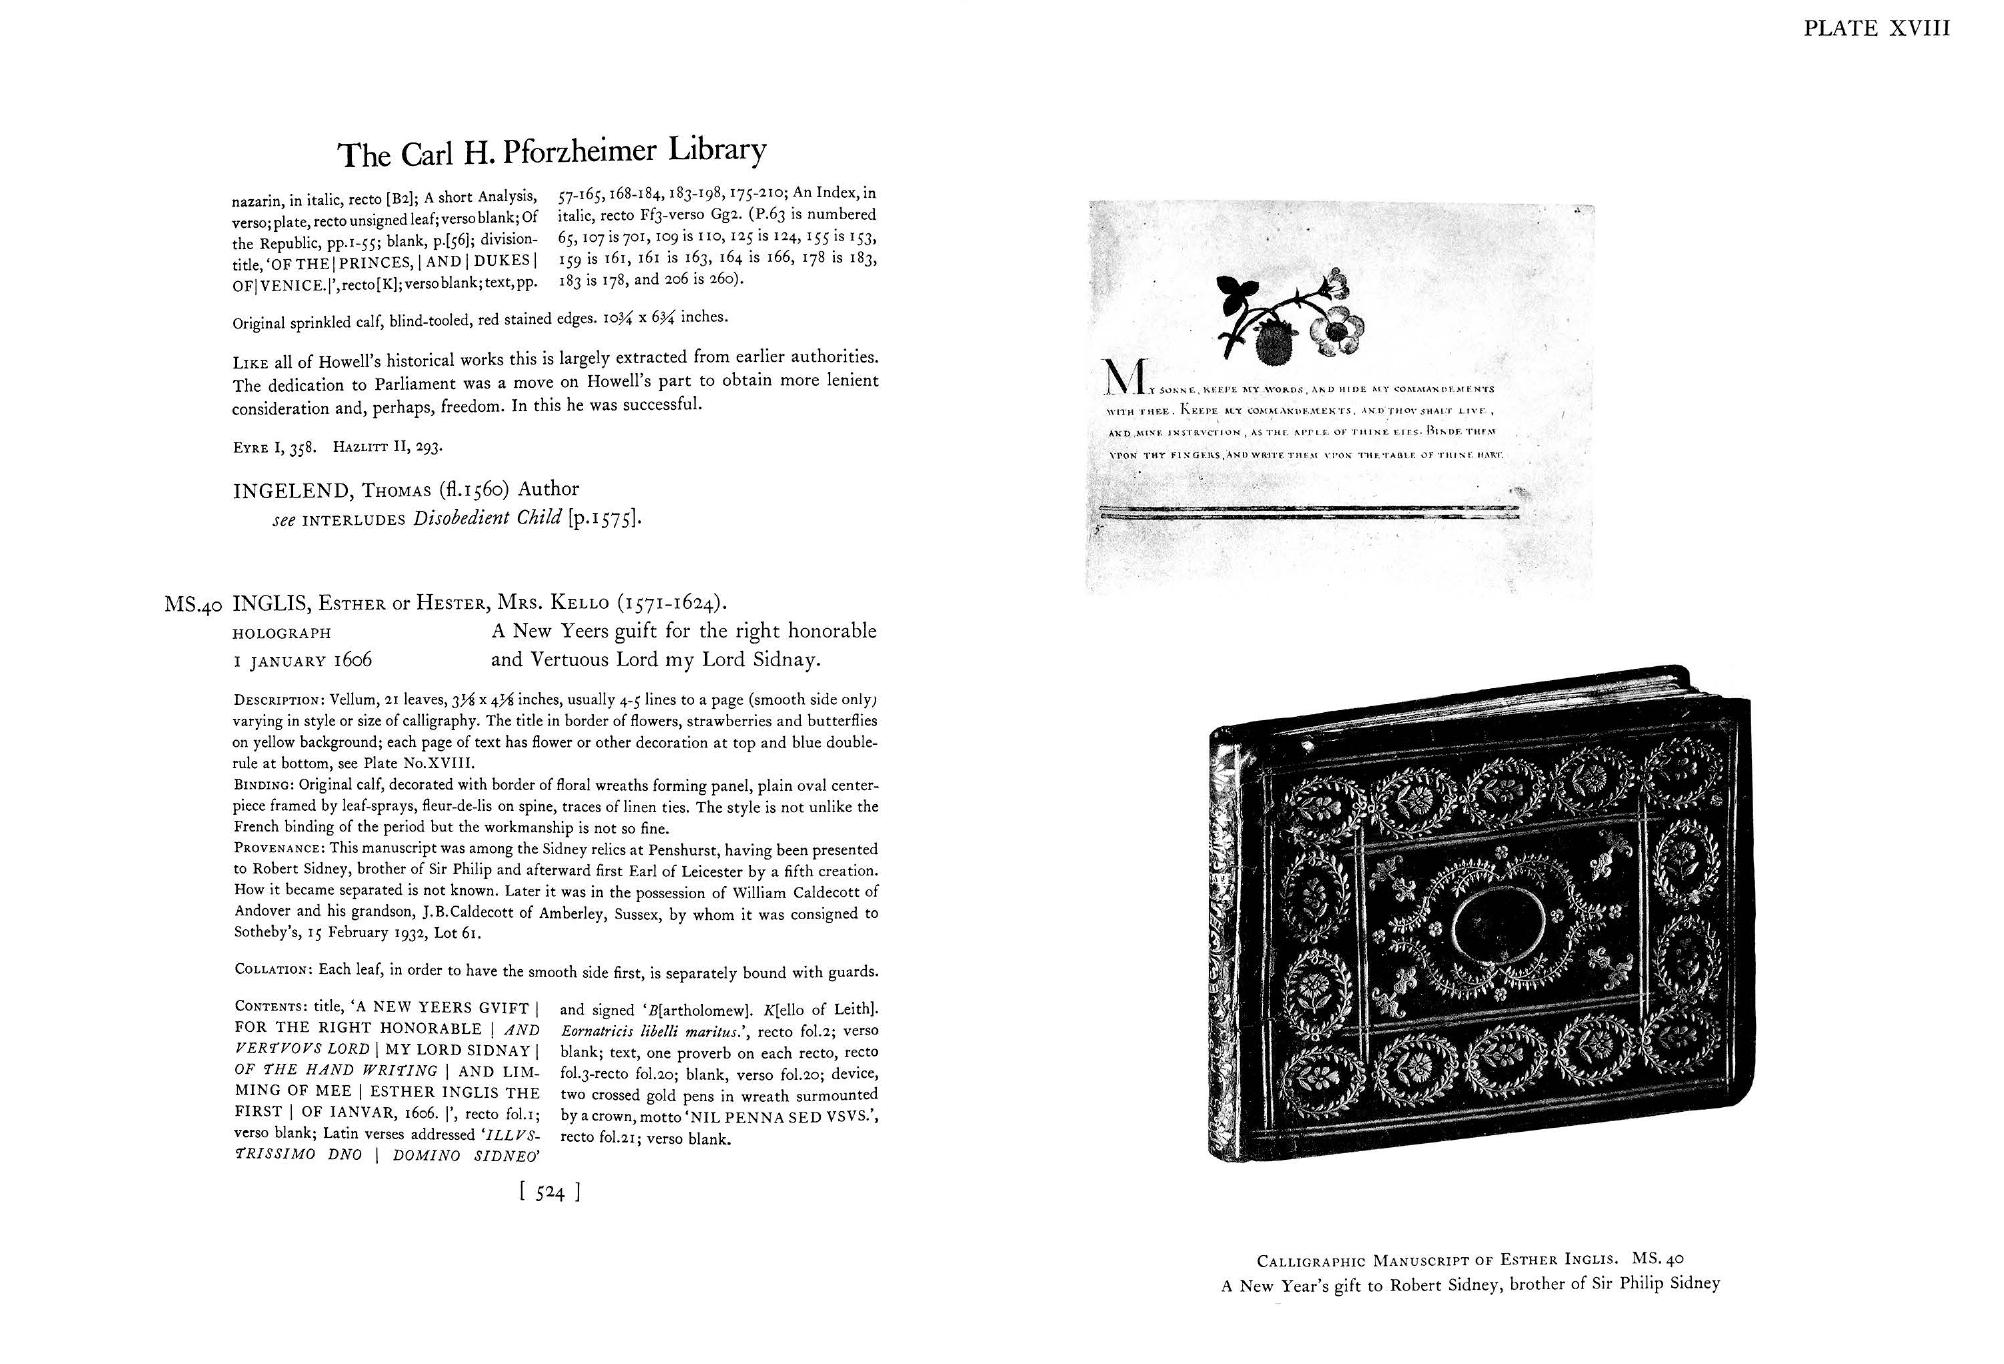 The Carl H. Pforzheimer Library
nazarin, in italic, recto [B2]; A short Analysis,
verso; plate, recto unsigned leaf; verso blank; Of
the Republic, pp.1-55; blank, p.[56]; division-
title, ‘OF THE | PRINCES, | AND | DUKES |
OF | VENICE. |’, recto [K]; verso blank; text, pp.
57-165, 168-184, 183-198, 175-210; An Index, in
italic, recto Ff3-verso Gg2. (P.63 is numbered
65, 107 is 701, 109 is 110, 125 is 124, 155 is 153,
159 is 161, 161 is 163, 164 is 166, 178 is 183,
183 is 178, and 206 is 260).
Original sprinkled calf, blind-tooled, red stained edges. 10¾ x 6¾ inches.
LIKE all of Howell's historical works this is largely extracted from earlier authorities.
The dedication to Parliament was a move on Howell's part to obtain more lenient
consideration and, perhaps, freedom. In this he was successful.
EYRE I, 358. HAZLITT II, 293.
INGELEND, THOMAS (fl.1560) Author
see INTERLUDES Disobedient Child [p.1575].
MS.40 INGLIS, ESTHER or HESTER, MRS. KELLO (1571-1624).
HOLOGRAPH
1 JANUARY 1606
A New Yeers guift for the right honorable
and Vertuous Lord my Lord Sidnay.
DESCRIPTION: Vellum, 21 leaves, 3⅛ x 4⅛ inches, usually 4-5 lines to a page (smooth side only)
varying in style or size of calligraphy. The title in border of flowers, strawberries and butterflies
on yellow background; each page of text has flower or other decoration at top and blue double-
rule at bottom, see Plate No.XVIII.
BINDING: Original calf, decorated with border of floral wreaths forming panel, plain oval center-
piece framed by leaf-sprays, fleur-de-lis on spine, traces of linen ties. The style is not unlike the
French binding of the period but the workmanship is not so fine.
PROVENANCE: This manuscript was among the Sidney relics at Penshurst, having been presented
to Robert Sidney, brother of Sir Philip and afterward first Earl of Leicester by a fifth creation.
How it became separated is not known. Later it was in the possession of William Caldecott of
Andover and his grandson, J.B.Caldecott of Amberley, Sussex, by whom it was consigned to
Sotheby's, 15 February 1932, Lot 61.
COLLATION: Each leaf, in order to have the smooth side first, is separately bound with guards.
CONTENTS: title, ‘A NEW YEERS GVIFT |
FOR THE RIGHT HONORABLE | AND
VERTVOVS LORD | MY LORD SIDNAY |
OF THE HAND WRITING | AND LIM-
MING OF MEE | ESTHER INGLIS THE
FIRST | OF IANVAR, 1606. |’, recto fol.1;
verso blank; Latin verses addressed ‘ILLVS-
TRISSIMO DNO | DOMINO SIDNEO’
and signed ‘B[artholomew]. K[ello of Leith].
Eornatricis libelli maritus.’, recto fol.2; verso
blank; text, one proverb on each recto, recto
fol.3-recto fol.20; blank, verso fol.20; device,
two crossed gold pens in wreath surmounted
by a crown, motto ‘NIL PENNA SED VSVS.’,
recto fol.21; verso blank.
[ 524 ]
PLATE XVIII
MY SONNE, KEEPE MY WORDS, AND HIDE MY COMMANDEMENTS
WITH THEE. KEEPE MY COMMANDEMENTS, AND THOV SHALT LIVE,
AND MINE INSTRVCTION, AS THE APPLE OF THINE EIES. BINDE THEM
VPON THY FINGERS, AND WRITE THEM VPON THE TABLE OF THINE HART.
5
CALLIGRAPHIC MANUSCRIPT OF ESTHER INGLIS. MS. 40
A New Year's gift to Robert Sidney, brother of Sir Philip Sidney